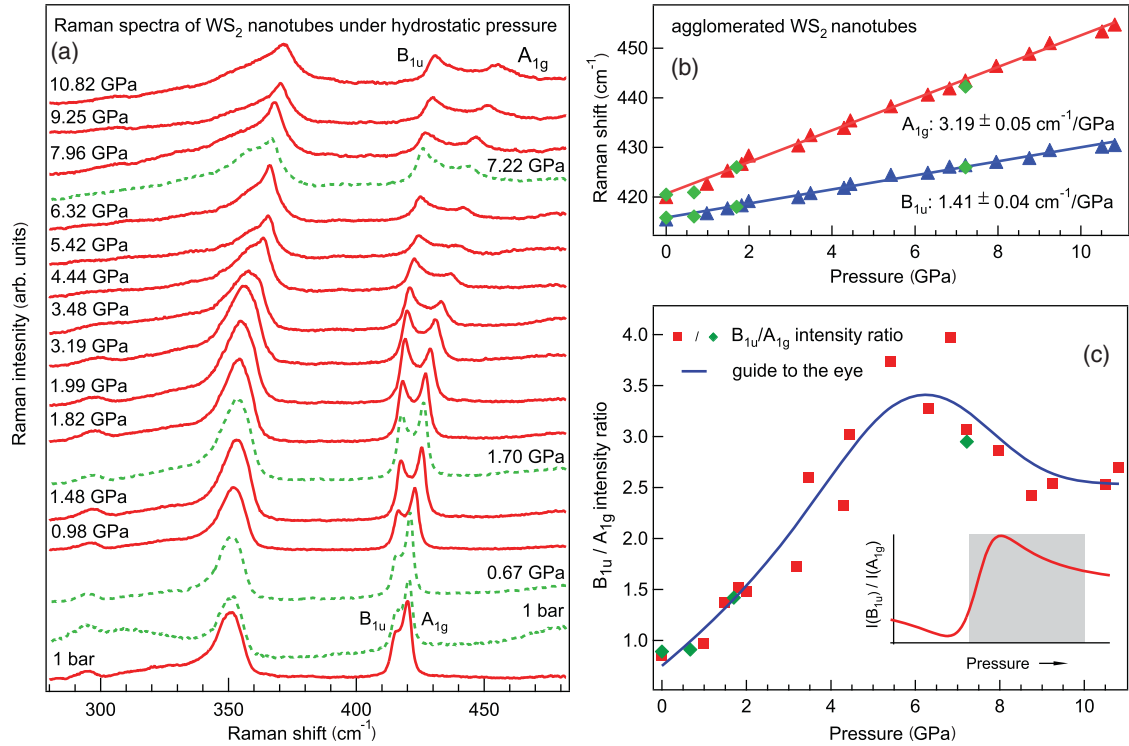 Raman spectra of WS2 nanotubes under hydrostatic pressure
(a)
B1u
A1g
10.82 GPa
9.25 GPa
7.96 GPa
7.22 GPa
6.32 GPa
5.42 GPa
4.44 GPa
3.48 GPa
3.19 GPa
1.99 GPa
1.82 GPa
1.70 GPa
1.48 GPa
0.98 GPa
0.67 GPa
1 bar
B1u
A1g
1 bar
300
350
400
450
Raman shift (cm-1)
Raman intesnity (arb. units)
agglomerated WS2 nanotubes
(b)
450
440
430
420
A1g: 3.19 ± 0.05 cm-1/GPa
B1u: 1.41 ± 0.04 cm-1/GPa
0
2
4
6
8
10
Pressure (GPa)
Raman shift (cm-1)
4.0
3.5
3.0
2.5
2.0
1.5
1.0
/ B1u/A1g intensity ratio
guide to the eye
(c)
I(B1u) / I(A1g)
Pressure
0
2
4
6
8
10
Pressure (GPa)
B1u / A1g intensity ratio